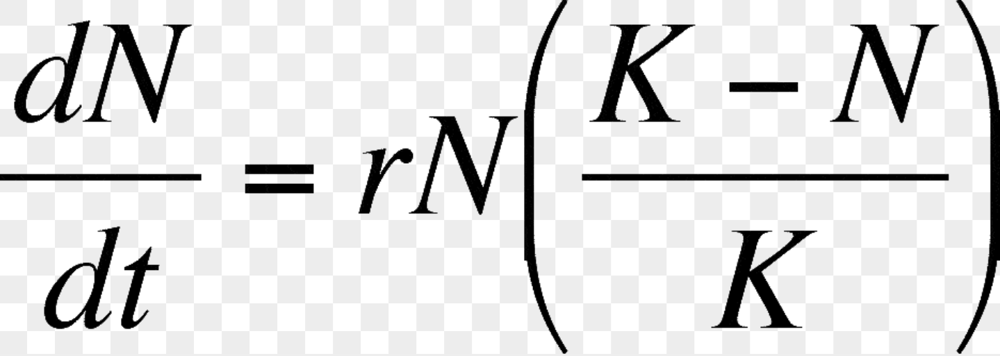 dN/dt = rN((K − N)/K)